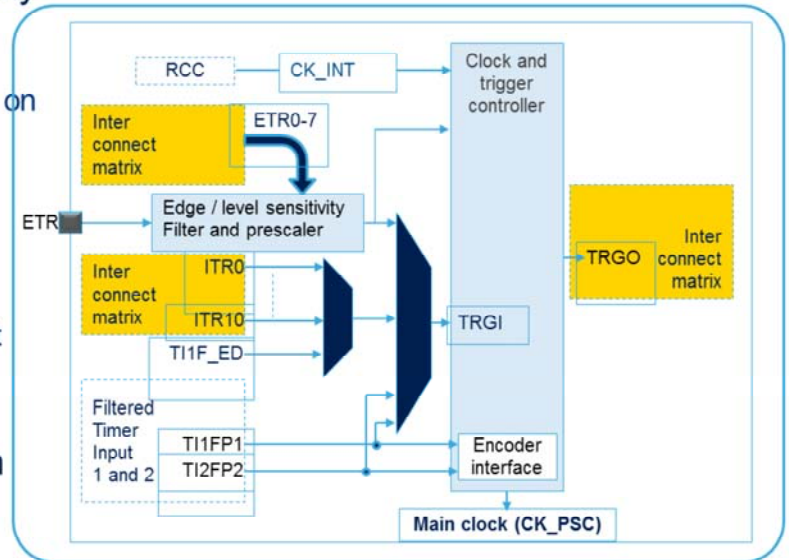 y
on
RCC
CK_INT
Clock and
trigger
controller
Inter
connect
matrix
ETR0-7
ETR
Edge / level sensitivity
Filter and prescaler
Inter
connect
matrix
TRGO
Inter
connect
matrix
ITR0
ITR10
TI1F_ED
TRGI
Filtered
Timer
Input
1 and 2
TI1FP1
TI2FP2
Encoder
interface
Main clock (CK_PSC)